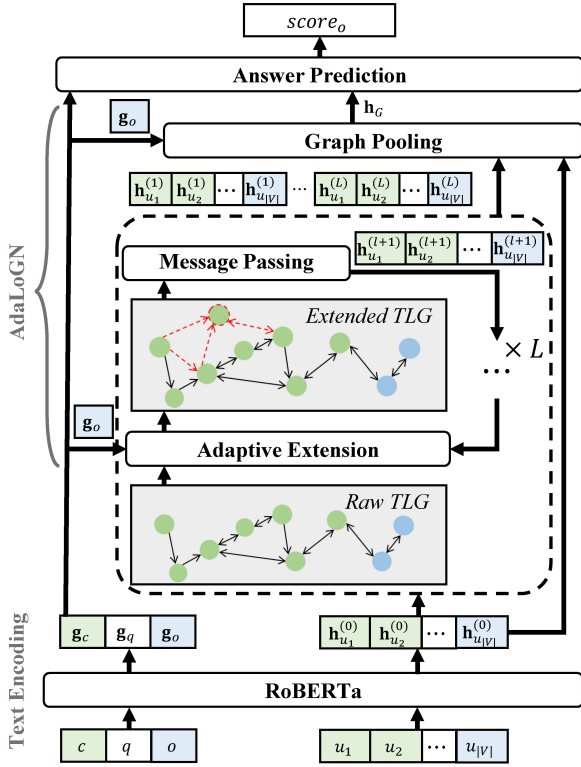 score_o
Answer Prediction
h_G
g_o
Graph Pooling
h_{u_1}^{(1)} h_{u_2}^{(1)} ··· h_{u_{|V|}}^{(1)} ··· h_{u_1}^{(L)} h_{u_2}^{(L)} ··· h_{u_{|V|}}^{(L)}
h_{u_1}^{(l+1)} h_{u_2}^{(l+1)} ··· h_{u_{|V|}}^{(l+1)}
Message Passing
Extended TLG
× L
···
AdaLoGN
g_o
Adaptive Extension
Raw TLG
g_c g_q g_o
h_{u_1}^{(0)} h_{u_2}^{(0)} ··· h_{u_{|V|}}^{(0)}
Text Encoding
RoBERTa
c q o
u_1 u_2 ··· u_{|V|}